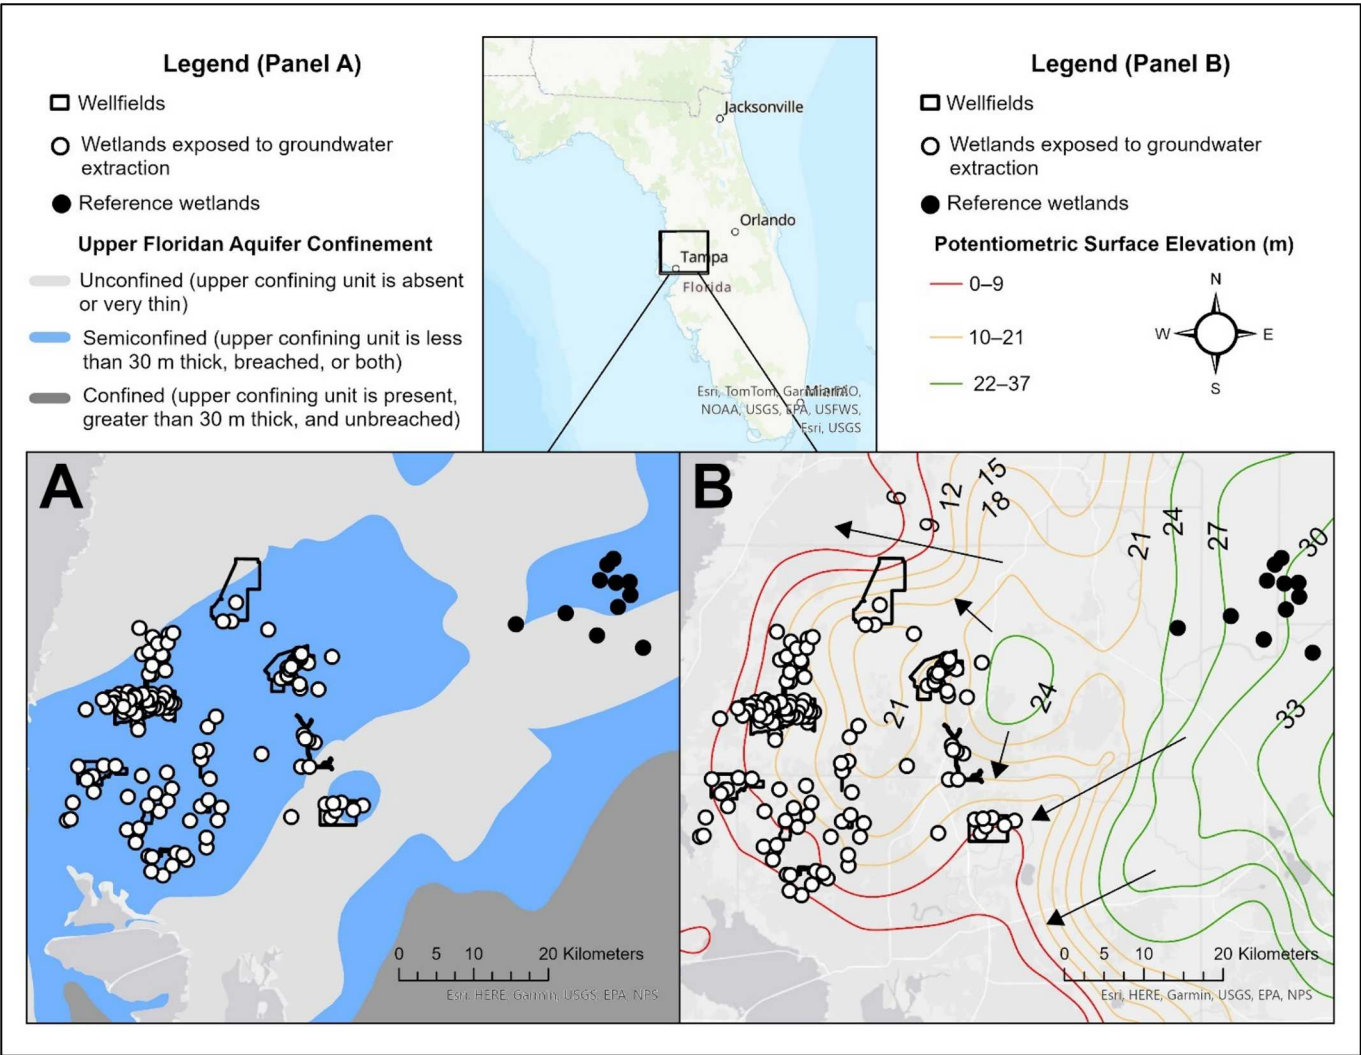 Legend (Panel A)
Wellfields
Wetlands exposed to groundwater
extraction
Reference wetlands
Upper Floridan Aquifer Confinement
Unconfined (upper confining unit is absent
or very thin)
Semiconfined (upper confining unit is less
than 30 m thick, breached, or both)
Confined (upper confining unit is present,
greater than 30 m thick, and unbreached)
Jacksonville
Orlando
Tampa
Florida
Miami
Esri, TomTom, Garmin, FAO,
NOAA, USGS, EPA, USFWS,
Esri, USGS
Legend (Panel B)
Wellfields
Wetlands exposed to groundwater
extraction
Reference wetlands
Potentiometric Surface Elevation (m)
0–9
10–21
22–37
N
W
E
S
A
0 5 10 20 Kilometers
Esri, HERE, Garmin, USGS, EPA, NPS
B
6
9
12
15
18
21
24
27
30
33
21
24
0 5 10 20 Kilometers
Esri, HERE, Garmin, USGS, EPA, NPS